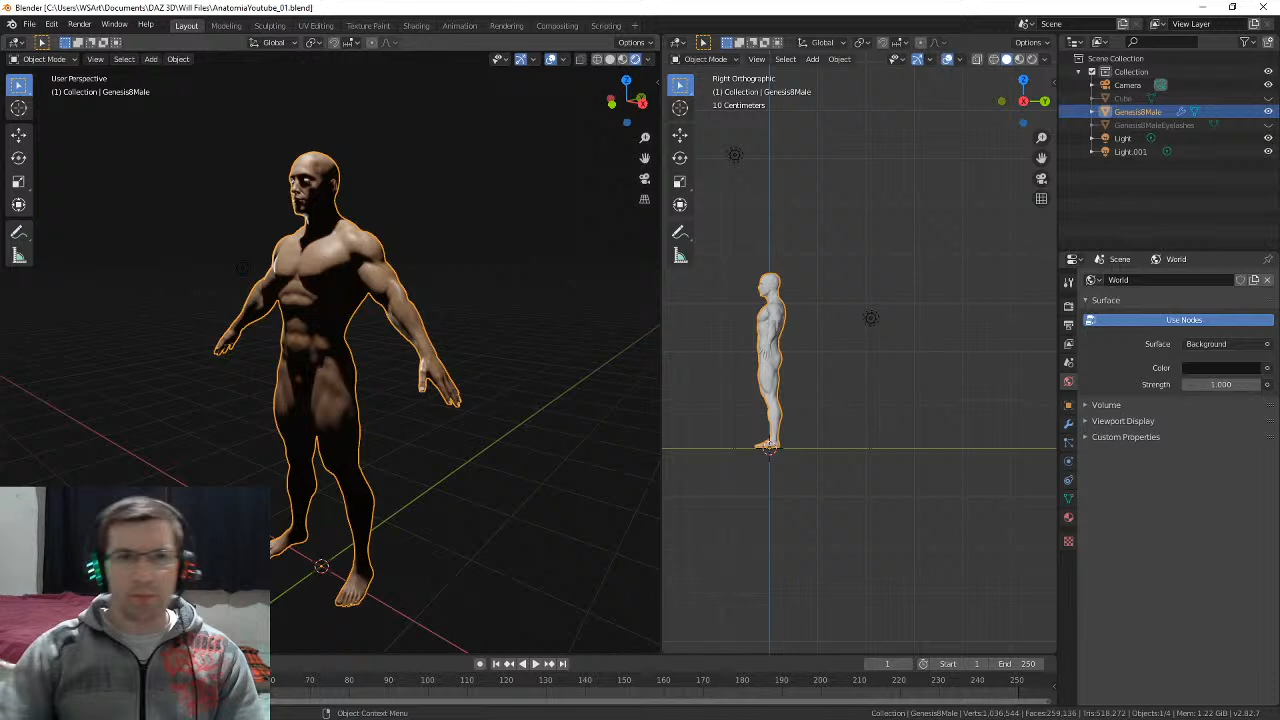 Blender [C:\Users\WSArt\Documents\DAZ 3D\Will Files\AnatomiaYoutube_01.blend]
File Edit Render Window Help Layout Modeling Sculpting UV Editing Texture Paint Shading Animation Rendering Compositing Scripting Scene View Layer
Global Options Global Options
Object Mode View Select Add Object Object Mode View Select Add Object
User Perspective
(1) Collection | Genesis8Male
Right Orthographic
(1) Collection | Genesis8Male
10 Centimeters
Z
Y
X
Z
X
Y
Scene Collection
Collection
Camera
Cube
Genesis8Male
Genesis8MaleEyelashes
Light
Light.001
Scene World
World
Surface
Use Nodes
Surface Background
Color
Strength 1.000
Volume
Viewport Display
Custom Properties
1 Start 1 End 250
60 70 80 90 100 110 120 130 140 150 160 170 180 190 200 210 220 230 240 250
Object Context Menu
Collection | Genesis8Male | Verts:1,036,544 | Faces:259,136 | Tris:518,272 | Objects:1/4 | Mem: 1.22 GiB | v2.82.7